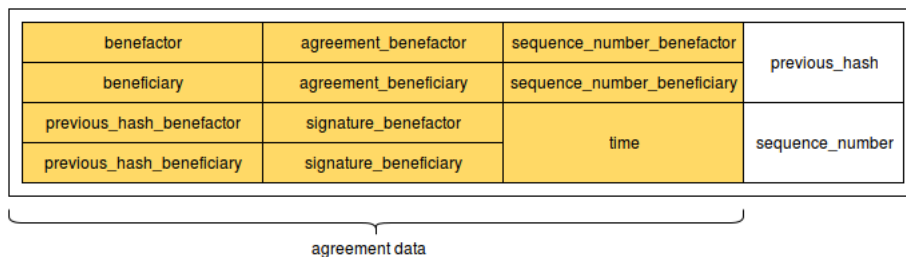 benefactor agreement_benefactor sequence_number_benefactor previous_hash
beneficiary agreement_beneficiary sequence_number_beneficiary
previous_hash_benefactor signature_benefactor time sequence_number
previous_hash_beneficiary signature_beneficiary
agreement data